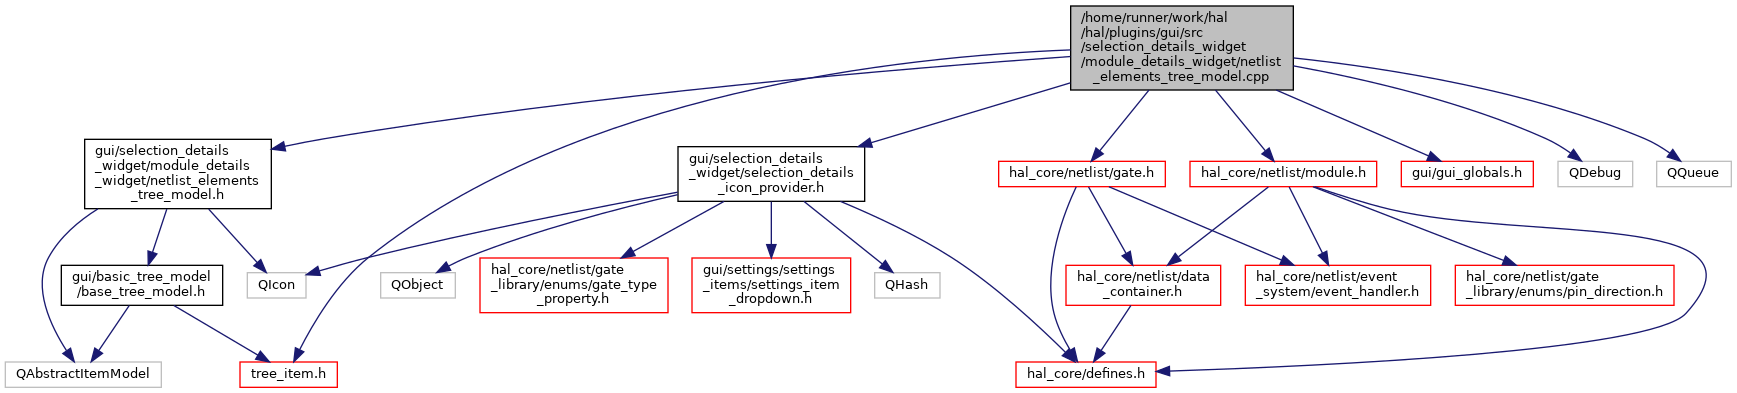 /home/runner/work/hal
/hal/plugins/gui/src
/selection_details_widget
/module_details_widget/netlist
_elements_tree_model.cpp
gui/selection_details
_widget/module_details
_widget/netlist_elements
_tree_model.h
gui/selection_details
_widget/selection_details
_icon_provider.h
hal_core/netlist/gate.h
hal_core/netlist/module.h
gui/gui_globals.h
QDebug
QQueue
gui/basic_tree_model
/base_tree_model.h
QIcon
QObject
hal_core/netlist/gate
_library/enums/gate_type
_property.h
gui/settings/settings
_items/settings_item
_dropdown.h
QHash
hal_core/netlist/data
_container.h
hal_core/netlist/event
_system/event_handler.h
hal_core/netlist/gate
_library/enums/pin_direction.h
QAbstractItemModel
tree_item.h
hal_core/defines.h